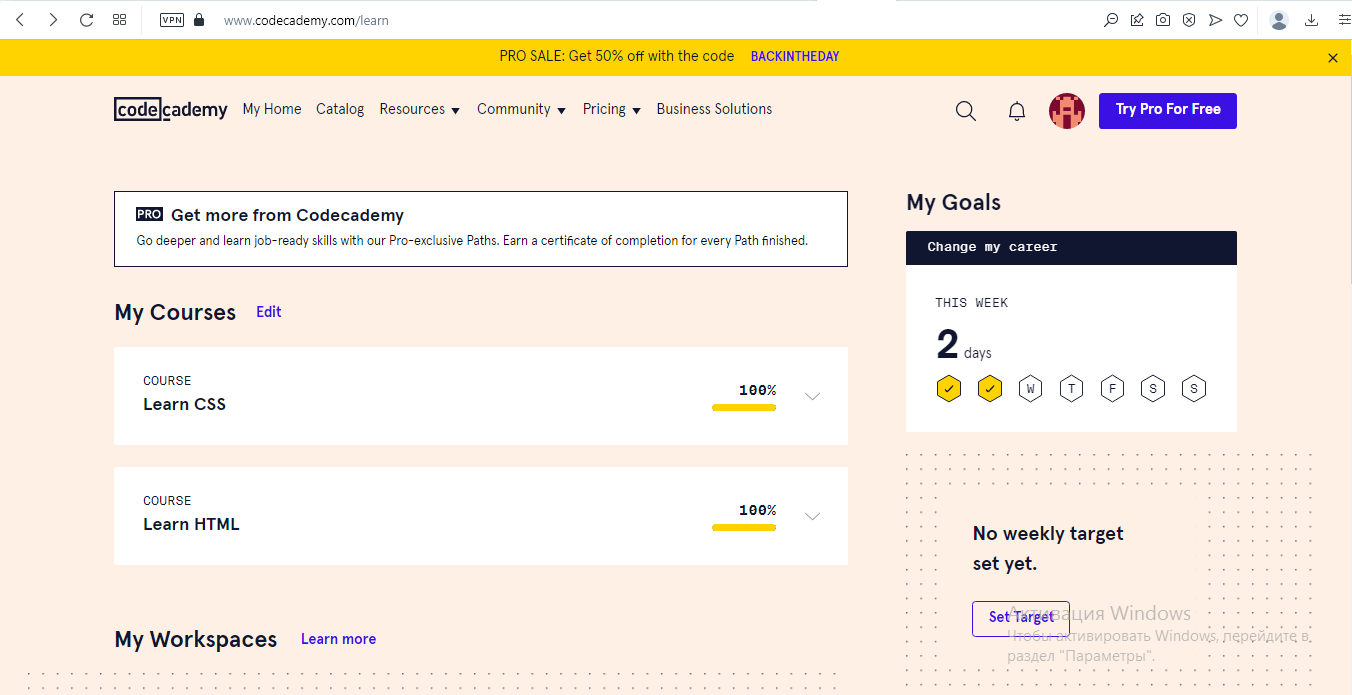 VPN www.codecademy.com/learn
PRO SALE: Get 50% off with the code BACKINTHEDAY
codecademy My Home Catalog Resources Community Pricing Business Solutions Try Pro For Free
PRO Get more from Codecademy
Go deeper and learn job-ready skills with our Pro-exclusive Paths. Earn a certificate of completion for every Path finished.
My Courses Edit
COURSE
Learn CSS
100%
COURSE
Learn HTML
100%
My Workspaces Learn more
My Goals
Change my career
THIS WEEK
2 days
W T F S S
No weekly target
set yet.
Set Target
Активация Windows
Чтобы активировать Windows, перейдите в
раздел "Параметры".